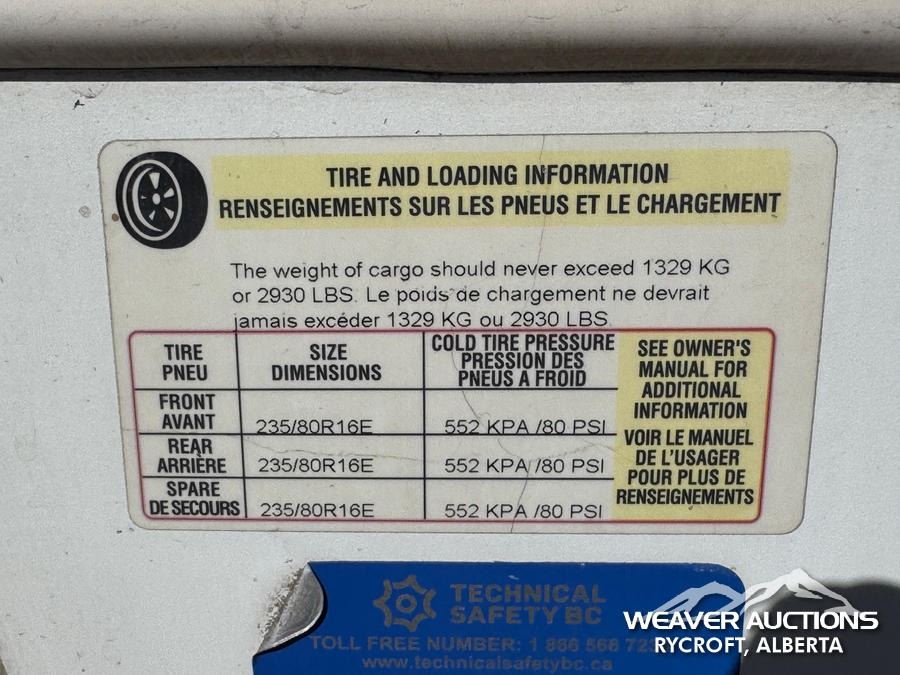 TIRE AND LOADING INFORMATION
RENSEIGNEMENTS SUR LES PNEUS ET LE CHARGEMENT
The weight of cargo should never exceed 1329 KG
or 2930 LBS. Le poids de chargement ne devrait
jamais excéder 1329 KG ou 2930 LBS
TIRE
PNEU
SIZE
DIMENSIONS
COLD TIRE PRESSURE
PRESSION DES
PNEUS A FROID
FRONT
AVANT
235/80R16E
552 KPA /80 PSI
REAR
ARRIÈRE
235/80R16E
552 KPA /80 PSI
SPARE
DE SECOURS
235/80R16E
552 KPA /80 PSI
SEE OWNER'S
MANUAL FOR
ADDITIONAL
INFORMATION
VOIR LE MANUEL
DE L'USAGER
POUR PLUS DE
RENSEIGNEMENTS
TECHNICAL
SAFETY BC
TOLL FREE NUMBER: 1 866 566
www.technicalsafetybc.ca
WEAVER AUCTIONS
RYCROFT, ALBERTA